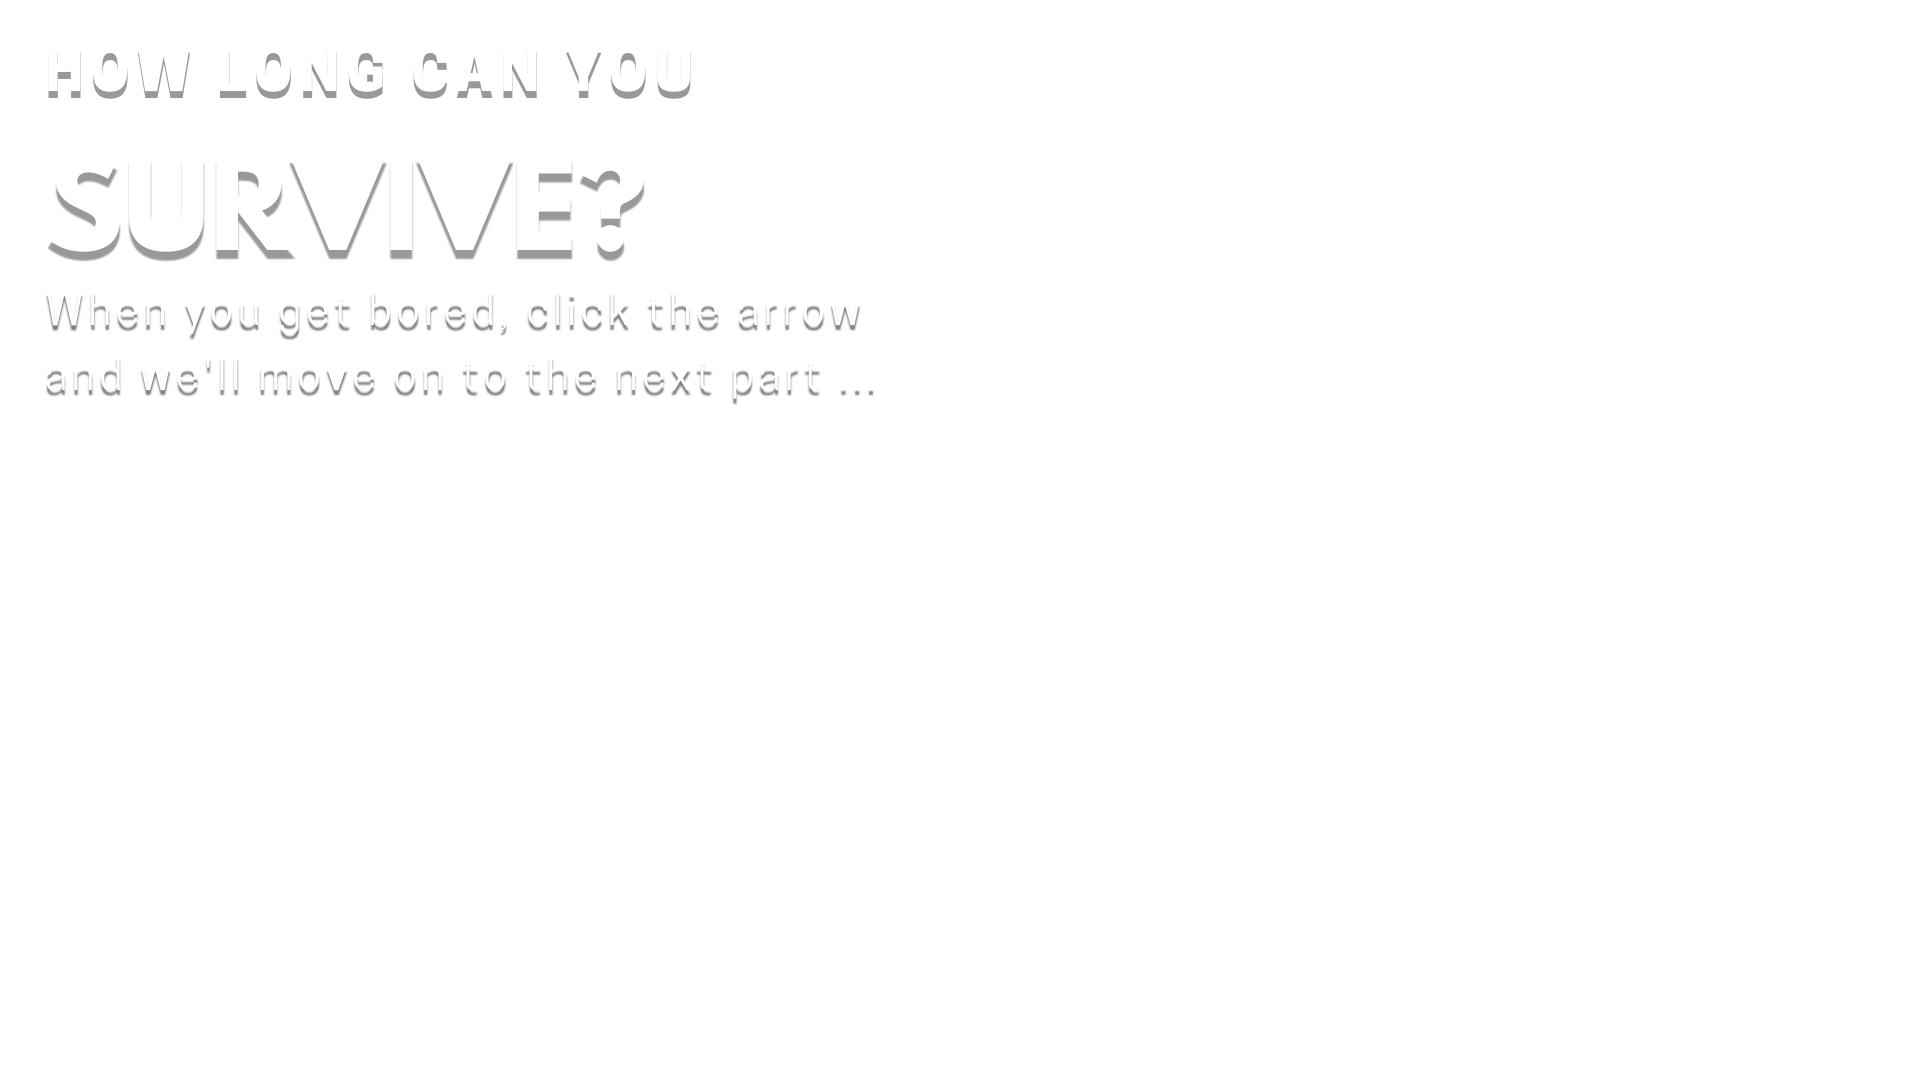 HOW LONG CAN YOU
SURVIVE?
When you get bored, click the arrow
and we'll move on to the next part ...